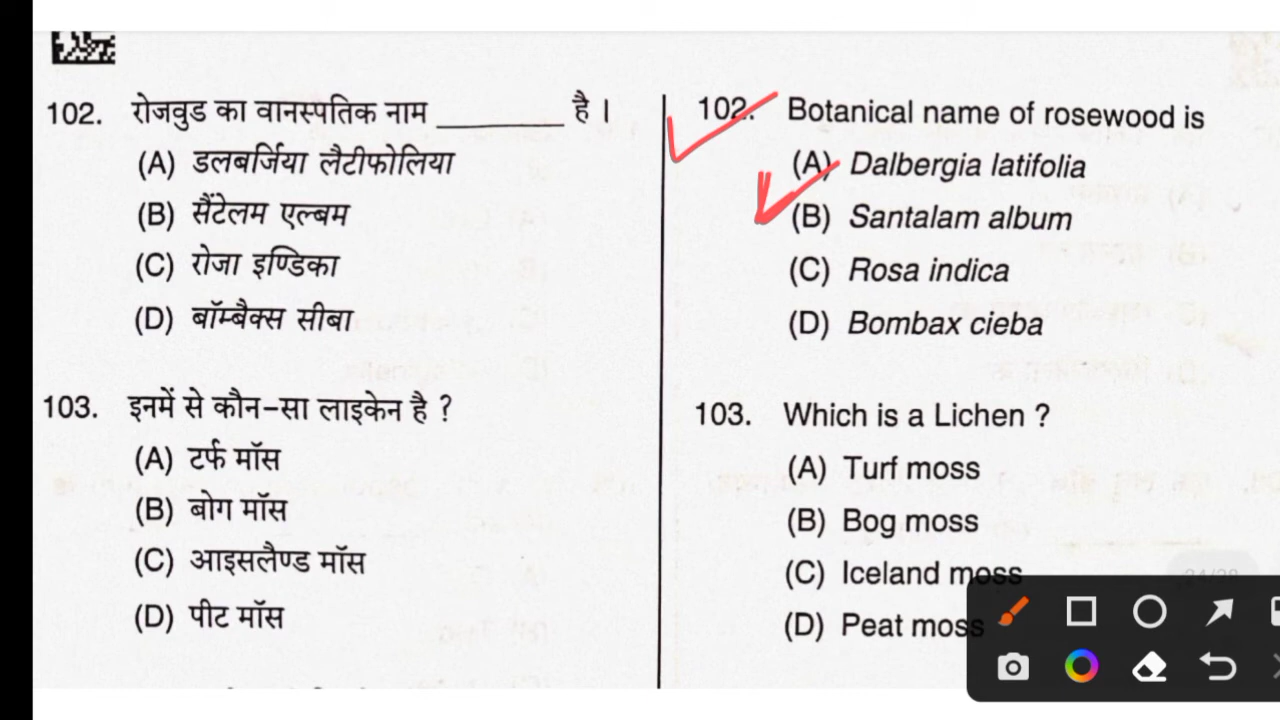 102. रोजवुड का वानस्पतिक नाम ________ है ।
(A) डलबर्जिया लैटीफोलिया
(B) सैंटेलम एल्बम
(C) रोजा इण्डिका
(D) बॉम्बैक्स सीबा
103. इनमें से कौन-सा लाइकेन है ?
(A) टर्फ मॉस
(B) बोग मॉस
(C) आइसलैण्ड मॉस
(D) पीट मॉस
102. Botanical name of rosewood is
(A) Dalbergia latifolia
(B) Santalam album
(C) Rosa indica
(D) Bombax cieba
103. Which is a Lichen ?
(A) Turf moss
(B) Bog moss
(C) Iceland moss
(D) Peat moss